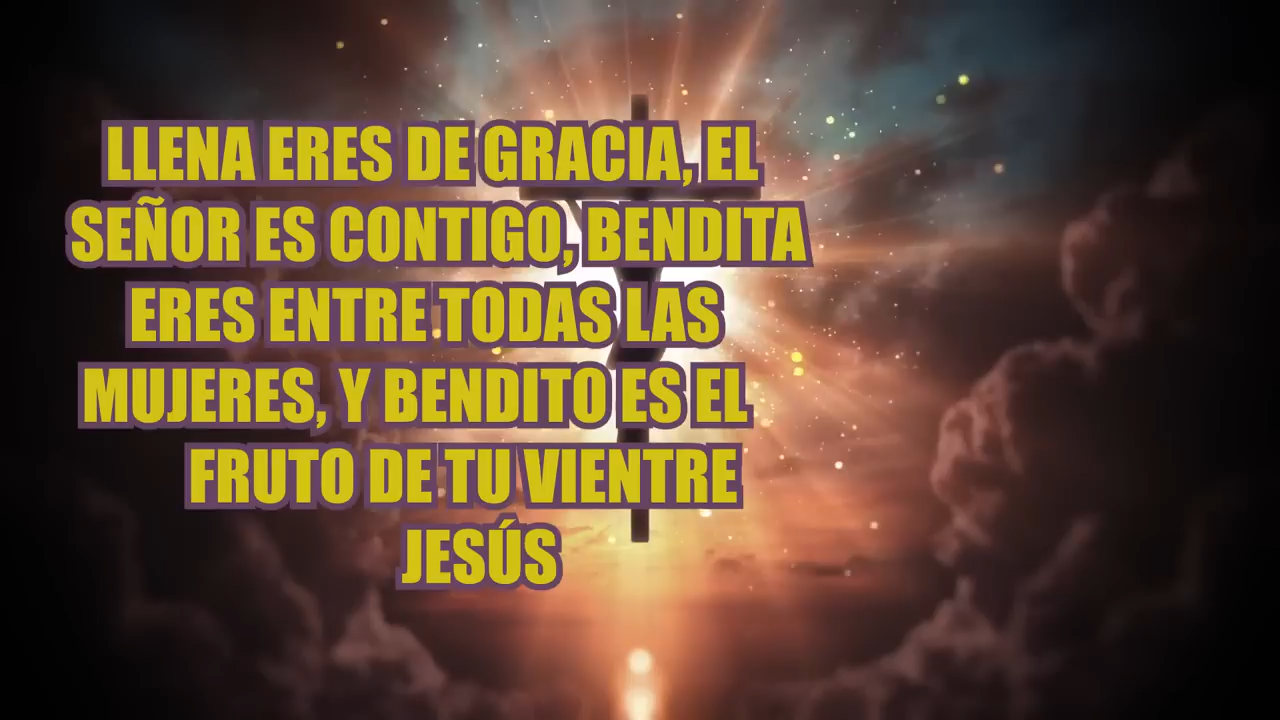 LLENA ERES DE GRACIA, EL
SEÑOR ES CONTIGO, BENDITA
ERES ENTRE TODAS LAS
MUJERES, Y BENDITO ES EL
FRUTO DE TU VIENTRE
JESÚS